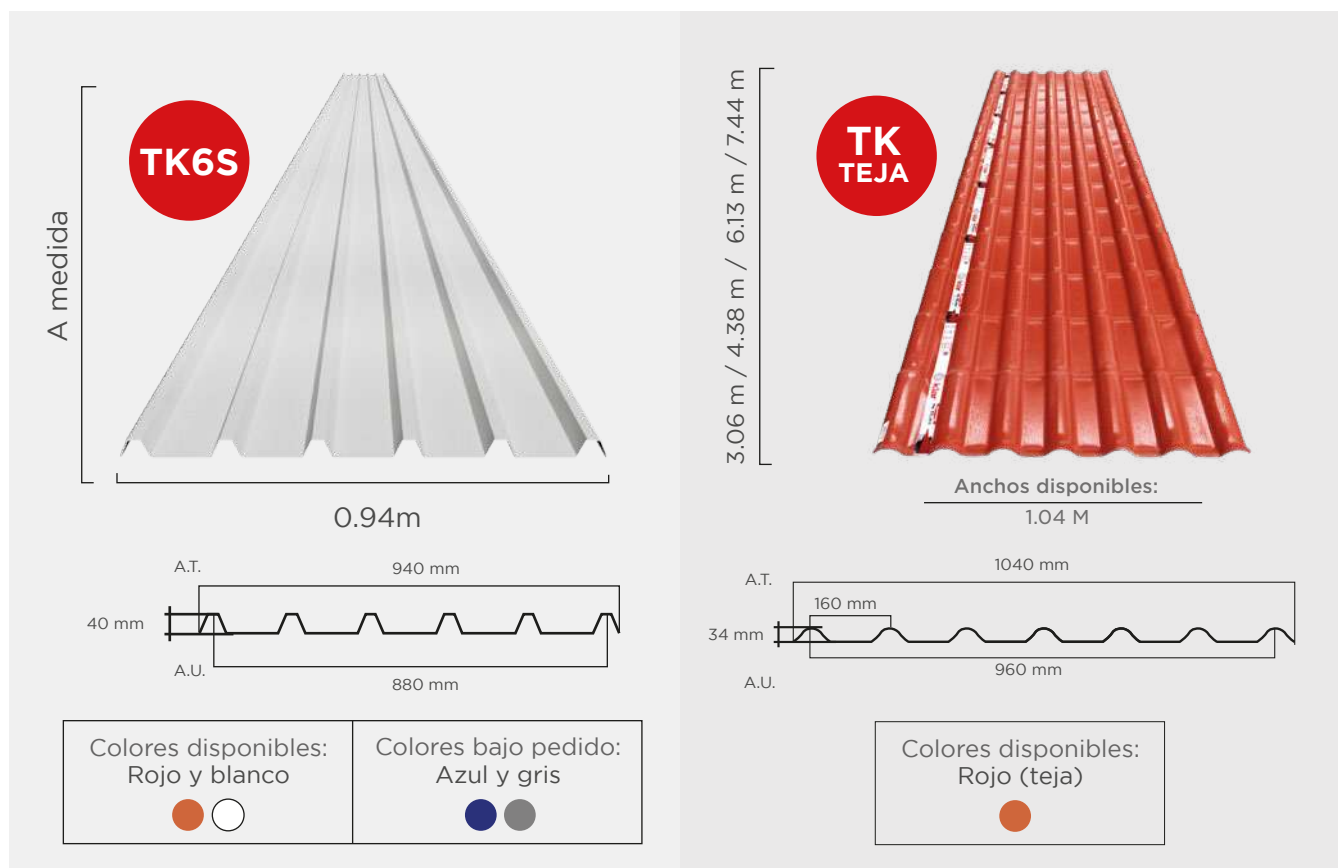 TK6S
A medida
0.94m
A.T.
940 mm
40 mm
A.U.
880 mm
Colores disponibles:
Rojo y blanco
Colores bajo pedido:
Azul y gris
TK
TEJA
3.06 m / 4.38 m / 6.13 m / 7.44 m
Anchos disponibles:
1.04 M
A.T.
1040 mm
160 mm
34 mm
960 mm
A.U.
Colores disponibles:
Rojo (teja)